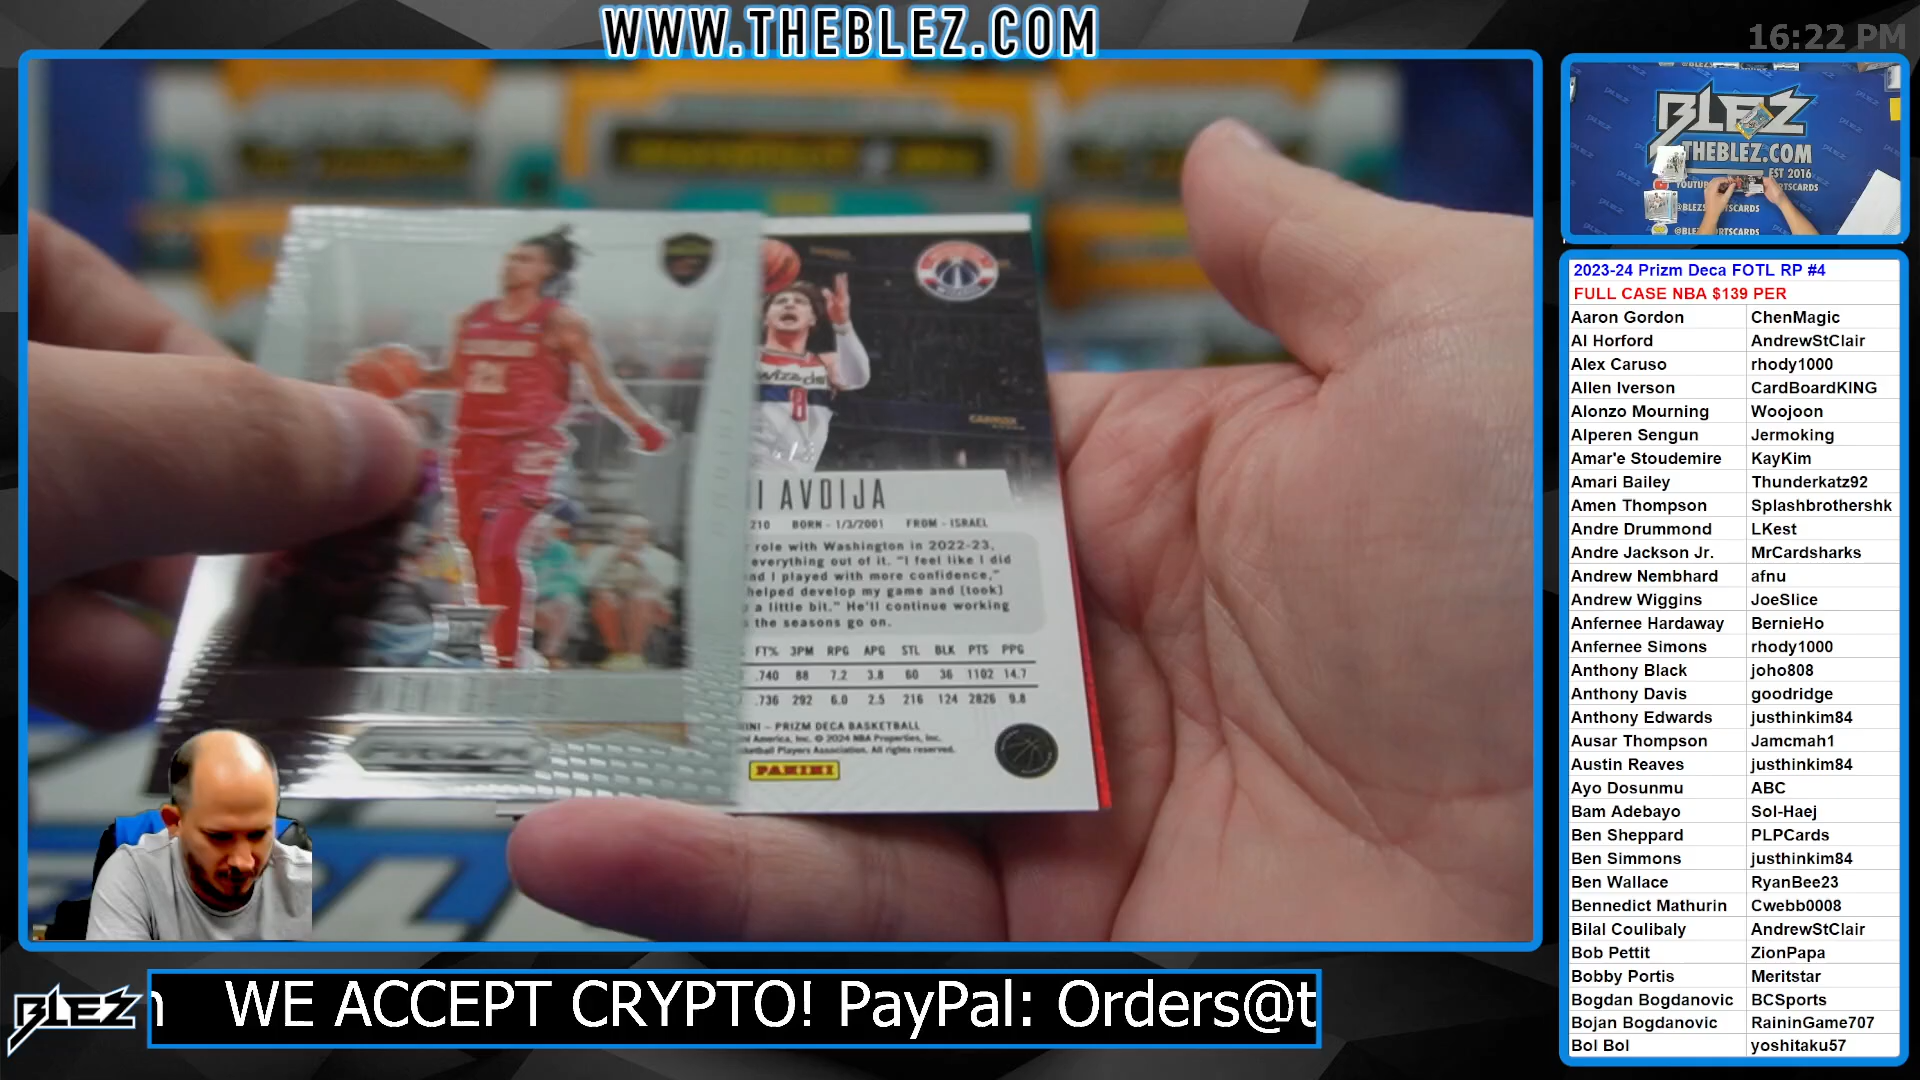 WWW.THEBLEZ.COM
16:22 PM
BLEZ
THEBLEZ.COM
EST 2016
I AVDIJA
210 BORN - 1/3/2001 FROM - ISRAEL
role with Washington in 2022-23,
everything out of it. "I feel like I did
nd I played with more confidence,"
helped develop my game and (took)
a little bit." He'll continue working
the seasons go on.
FT% 3PM RPG APG STL BLK PTS PPG
.740 88 7.2 3.8 60 36 1102 14.7
.736 292 6.0 2.5 216 124 2826 9.8
INI - PRIZM DECA BASKETBALL
ni America, Inc. © 2024 NBA Properties, Inc.
sketball Players Association. All rights reserved.
PANINI
wizzards
8
2023-24 Prizm Deca FOTL RP #4
FULL CASE NBA $139 PER
Aaron Gordon ChenMagic
Al Horford AndrewStClair
Alex Caruso rhody1000
Allen Iverson CardBoardKING
Alonzo Mourning Woojoon
Alperen Sengun Jermoking
Amar'e Stoudemire KayKim
Amari Bailey Thunderkatz92
Amen Thompson Splashbrothershk
Andre Drummond LKest
Andre Jackson Jr. MrCardsharks
Andrew Nembhard afnu
Andrew Wiggins JoeSlice
Anfernee Hardaway BernieHo
Anfernee Simons rhody1000
Anthony Black joho808
Anthony Davis goodridge
Anthony Edwards justhinkim84
Ausar Thompson Jamcmah1
Austin Reaves justhinkim84
Ayo Dosunmu ABC
Bam Adebayo Sol-Haej
Ben Sheppard PLPCards
Ben Simmons justhinkim84
Ben Wallace RyanBee23
Bennedict Mathurin Cwebb0008
Bilal Coulibaly AndrewStClair
Bob Pettit ZionPapa
Bobby Portis Meritstar
Bogdan Bogdanovic BCSports
Bojan Bogdanovic RaininGame707
Bol Bol yoshitaku57
BLEZ
WE ACCEPT CRYPTO! PayPal: Orders@t